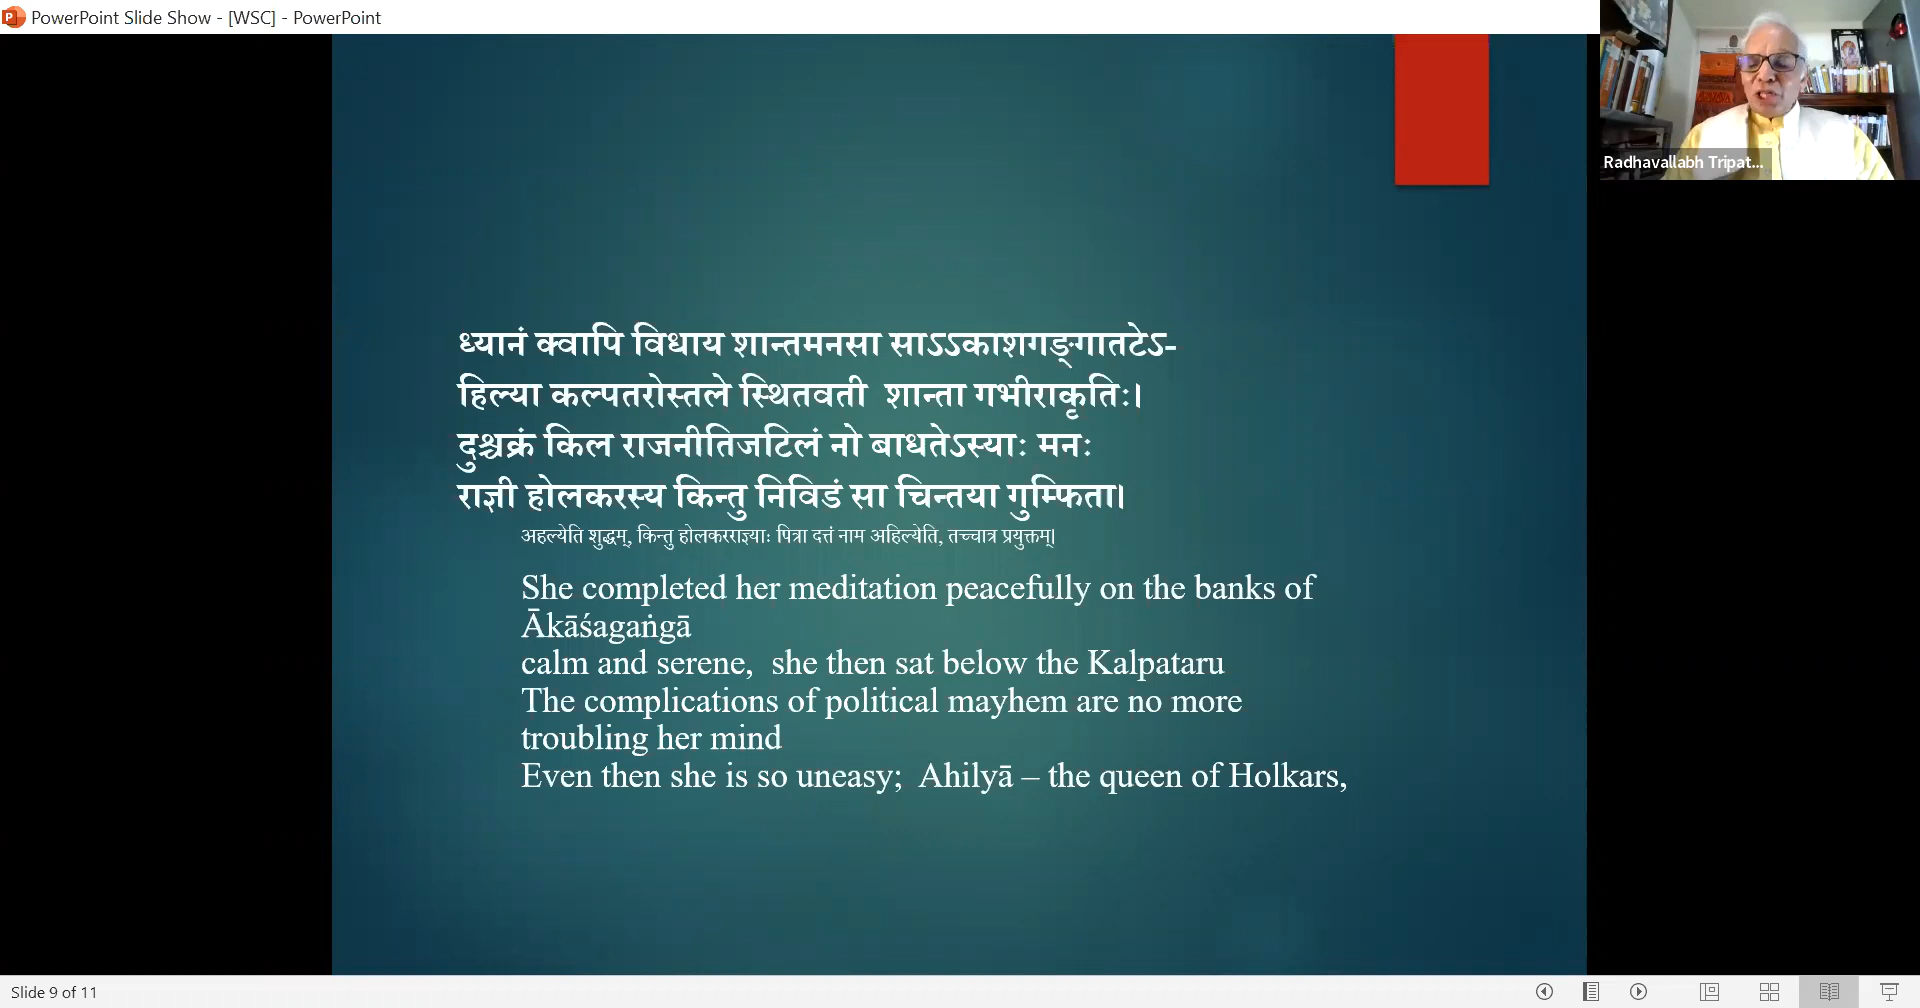 PowerPoint Slide Show - [WSC] - PowerPoint
Radhavallabh Tripat...
ध्यानं क्वापि विधाय शान्तमनसा साऽऽकाशगङ्गातटेऽ-
हिल्या कल्पतरोस्तले स्थितवती  शान्ता गभीराकृतिः।
दुश्चक्रं किल राजनीतिजटिलं नो बाधतेऽस्याः मनः
राज्ञी होलकरस्य किन्तु निविडं सा चिन्तया गुम्फिता।
अहल्येति शुद्धम्, किन्तु होलकरराज्ञ्याः पित्रा दत्तं नाम अहिल्येति, तच्चात्र प्रयुक्तम्।
She completed her meditation peacefully on the banks of
Ākāśagaṅgā
calm and serene,  she then sat below the Kalpataru
The complications of political mayhem are no more
troubling her mind
Even then she is so uneasy;  Ahilyā – the queen of Holkars,
Slide 9 of 11